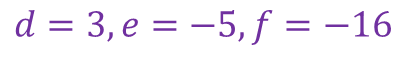 d = 3, e = −5, f = −16